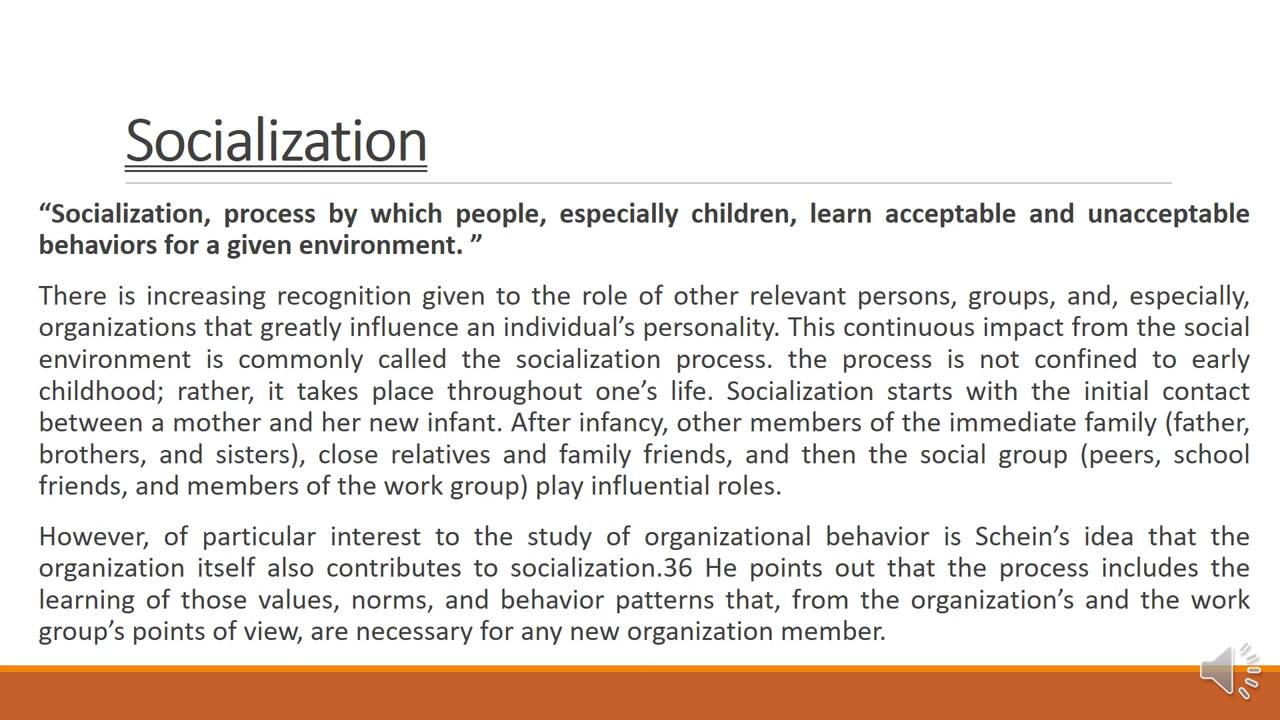 Socialization
“Socialization, process by which people, especially children, learn acceptable and unacceptable
behaviors for a given environment. ”
There is increasing recognition given to the role of other relevant persons, groups, and, especially,
organizations that greatly influence an individual’s personality. This continuous impact from the social
environment is commonly called the socialization process. the process is not confined to early
childhood; rather, it takes place throughout one’s life. Socialization starts with the initial contact
between a mother and her new infant. After infancy, other members of the immediate family (father,
brothers, and sisters), close relatives and family friends, and then the social group (peers, school
friends, and members of the work group) play influential roles.
However, of particular interest to the study of organizational behavior is Schein’s idea that the
organization itself also contributes to socialization.36 He points out that the process includes the
learning of those values, norms, and behavior patterns that, from the organization’s and the work
group’s points of view, are necessary for any new organization member.